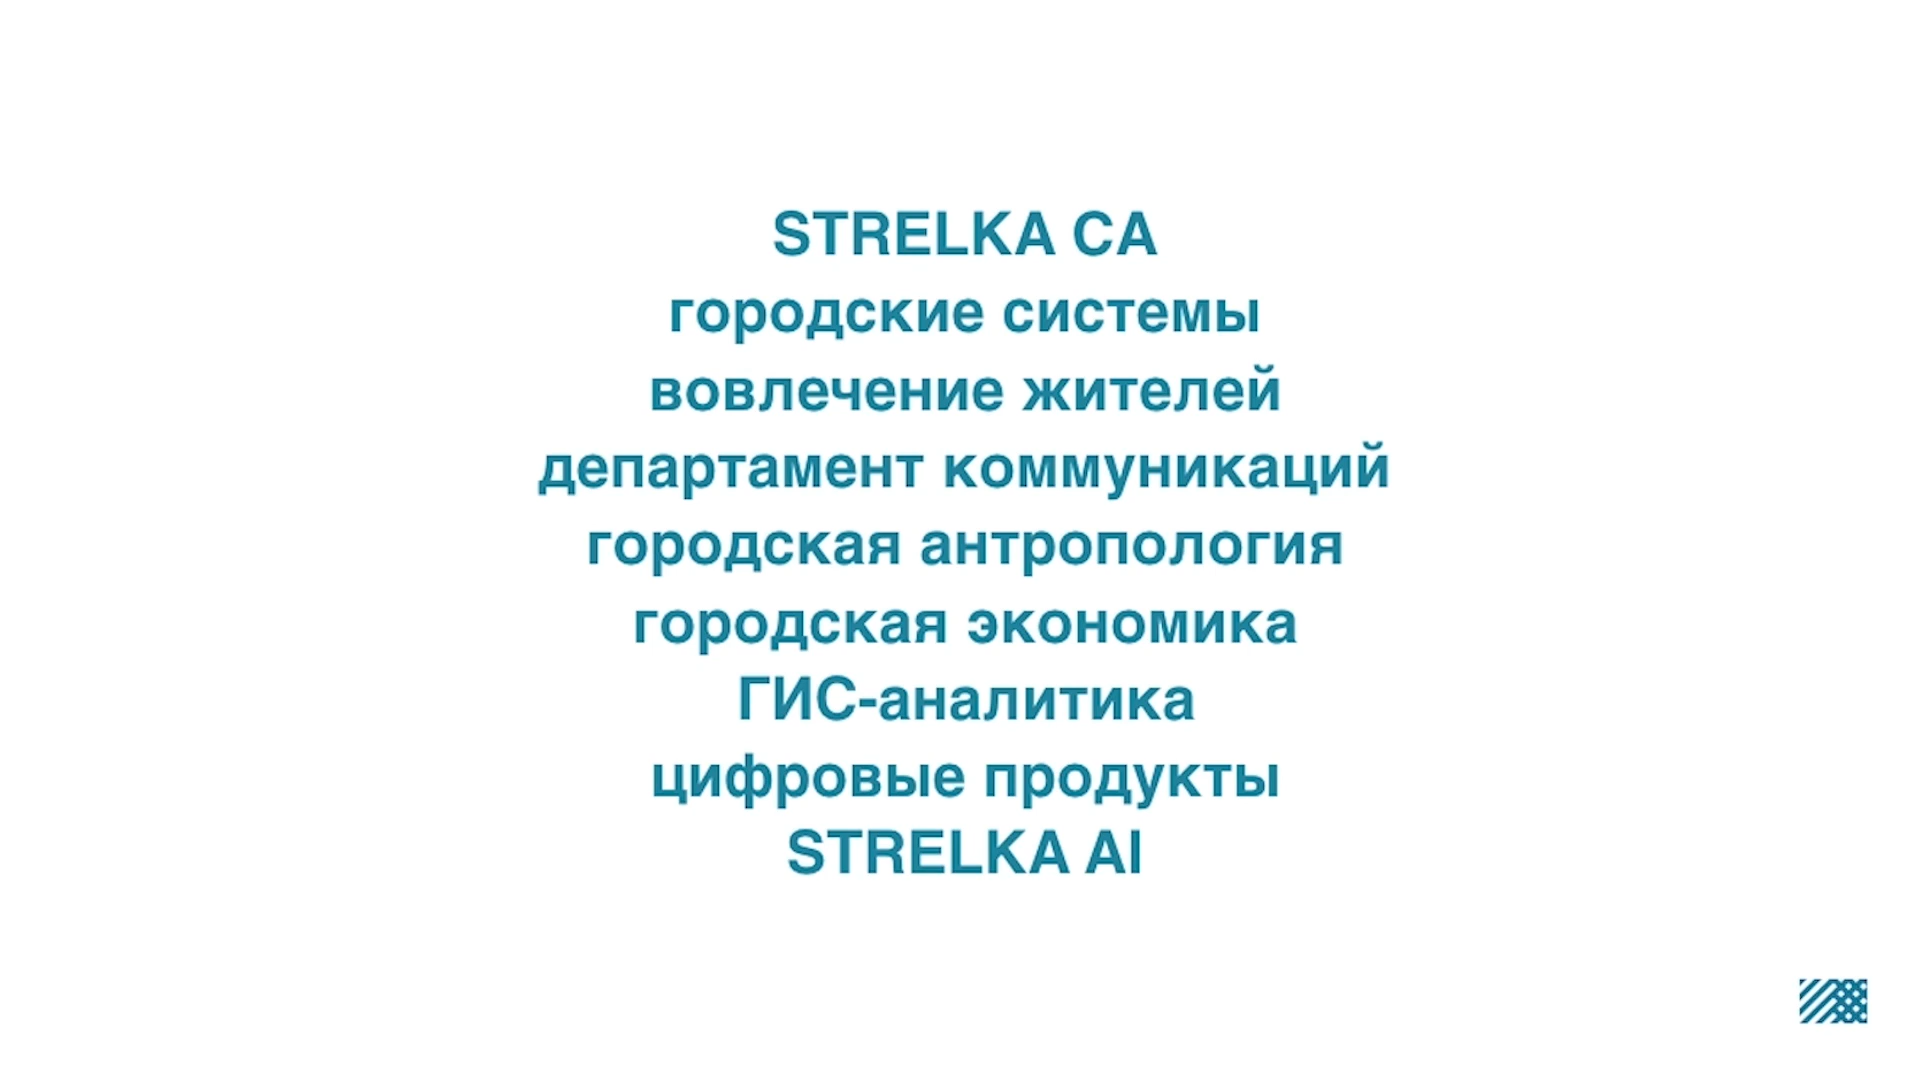 STRELKA CA
городские системы
вовлечение жителей
департамент коммуникаций
городская антропология
городская экономика
ГИС-аналитика
цифровые продукты
STRELKA AI